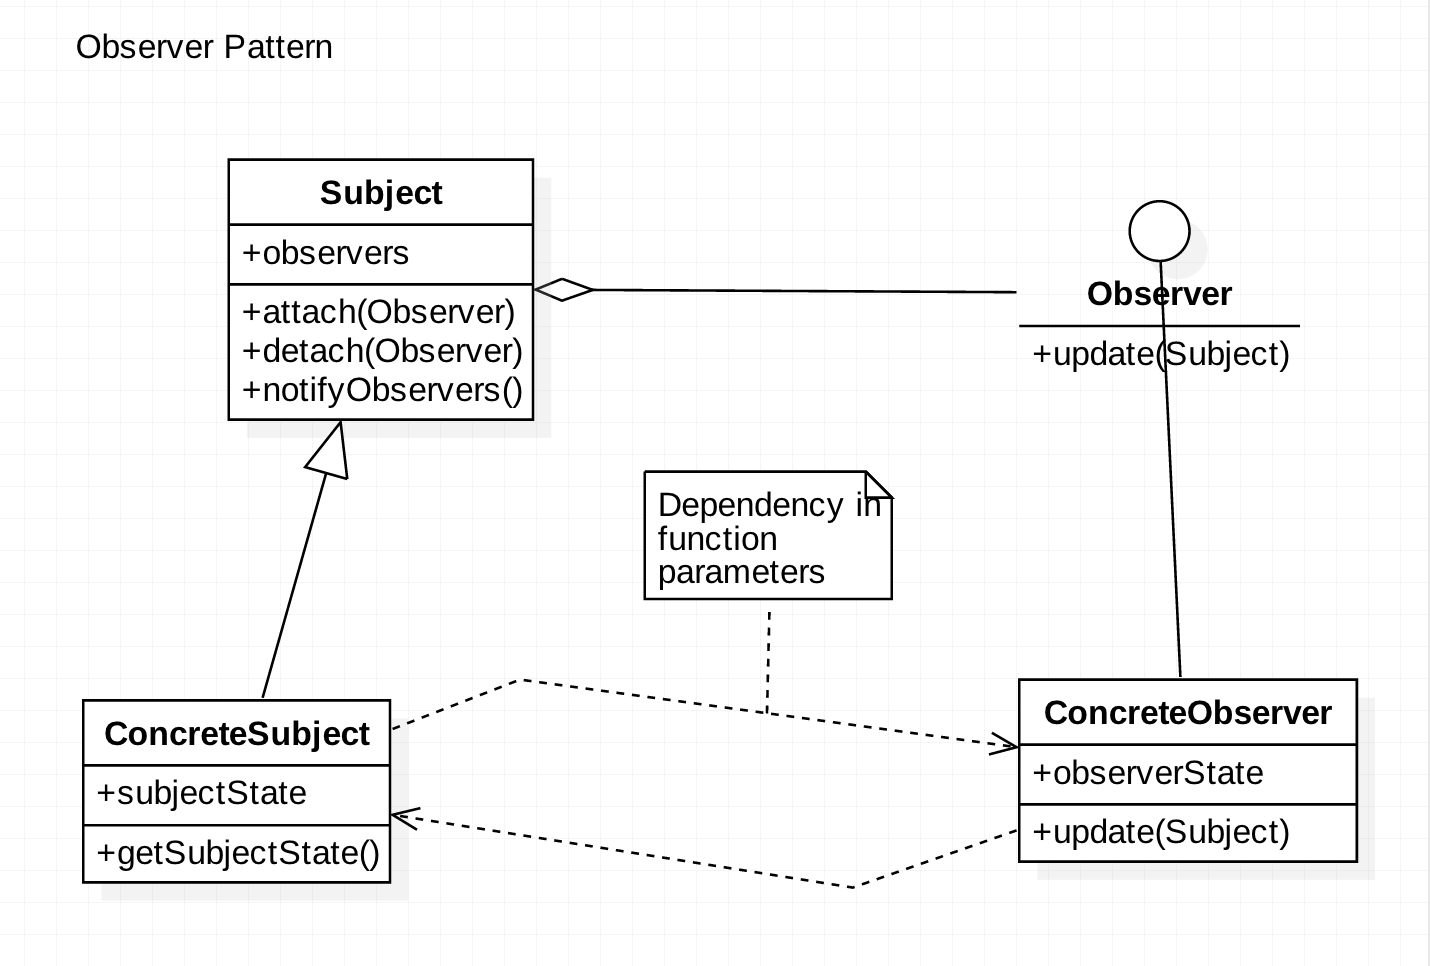 Observer Pattern
Subject
+observers
+attach(Observer)
+detach(Observer)
+notifyObservers()
Observer
+update(Subject)
Dependency in
function
parameters
ConcreteSubject
+subjectState
+getSubjectState()
ConcreteObserver
+observerState
+update(Subject)